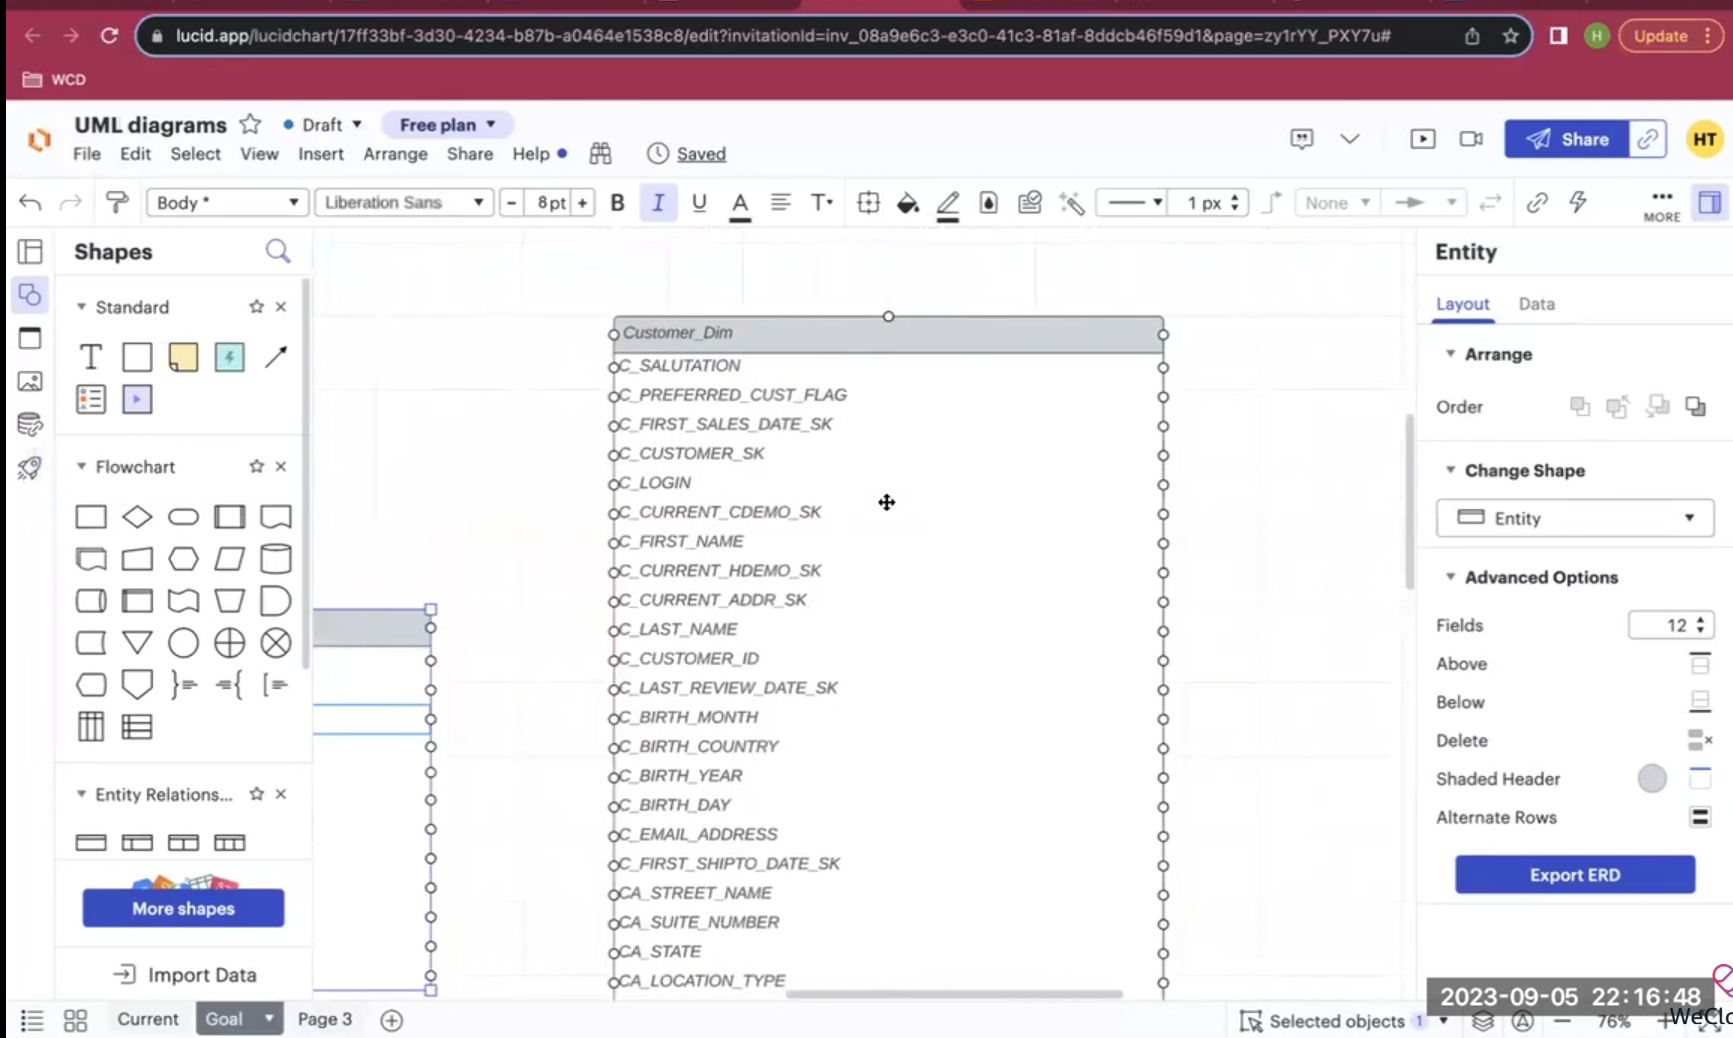 lucid.app/lucidchart/17ff33bf-3d30-4234-b87b-a0464e1538c8/edit?invitationId=inv_08a9e6c3-e3c0-41c3-81af-8ddcb46f59d1&page=zy1rYY_PXY7u#
H
Update
WCD
UML diagrams
Draft
Free plan
File Edit Select View Insert Arrange Share Help
Saved
Share
HT
Body *
Liberation Sans
- 8 pt +
B I U A T
1 px
None
MORE
Shapes
Standard
T
Flowchart
Entity Relations...
More shapes
Import Data
Customer_Dim
C_SALUTATION
C_PREFERRED_CUST_FLAG
C_FIRST_SALES_DATE_SK
C_CUSTOMER_SK
C_LOGIN
C_CURRENT_CDEMO_SK
C_FIRST_NAME
C_CURRENT_HDEMO_SK
C_CURRENT_ADDR_SK
C_LAST_NAME
C_CUSTOMER_ID
C_LAST_REVIEW_DATE_SK
C_BIRTH_MONTH
C_BIRTH_COUNTRY
C_BIRTH_YEAR
C_BIRTH_DAY
C_EMAIL_ADDRESS
C_FIRST_SHIPTO_DATE_SK
CA_STREET_NAME
CA_SUITE_NUMBER
CA_STATE
CA_LOCATION_TYPE
Entity
Layout Data
Arrange
Order
Change Shape
Entity
Advanced Options
Fields 12
Above
Below
Delete
Shaded Header
Alternate Rows
Export ERD
2023-09-05 22:16:48
WeClo
Current Goal Page 3
Selected objects 1
76%